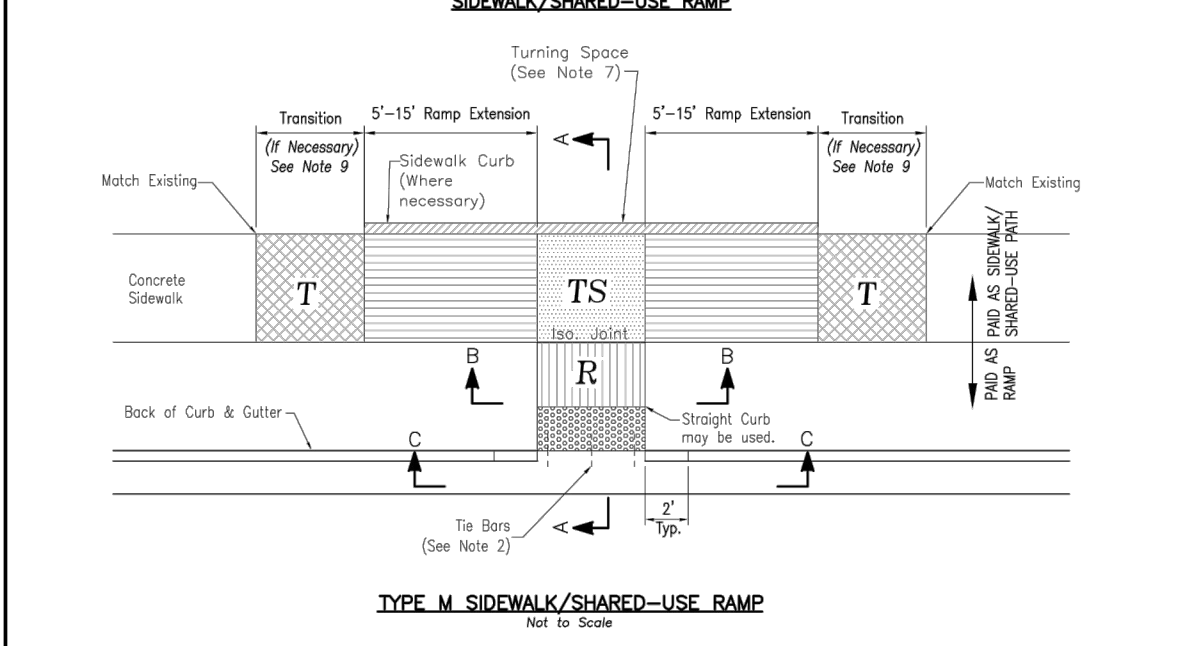 SIDEWALK/SHARED-USE RAMP
Turning Space
(See Note 7)
Transition
(If Necessary)
See Note 9
5'-15' Ramp Extension
A
5'-15' Ramp Extension
Transition
(If Necessary)
See Note 9
Match Existing
Sidewalk Curb
(Where
necessary)
Match Existing
Concrete
Sidewalk
T
TS
T
Iso. Joint
PAID AS SIDEWALK/
SHARED-USE PATH
PAID AS
RAMP
B
R
B
Back of Curb & Gutter
Straight Curb
may be used.
C
C
2'
Typ.
Tie Bars
(See Note 2)
A
TYPE M SIDEWALK/SHARED-USE RAMP
Not to Scale